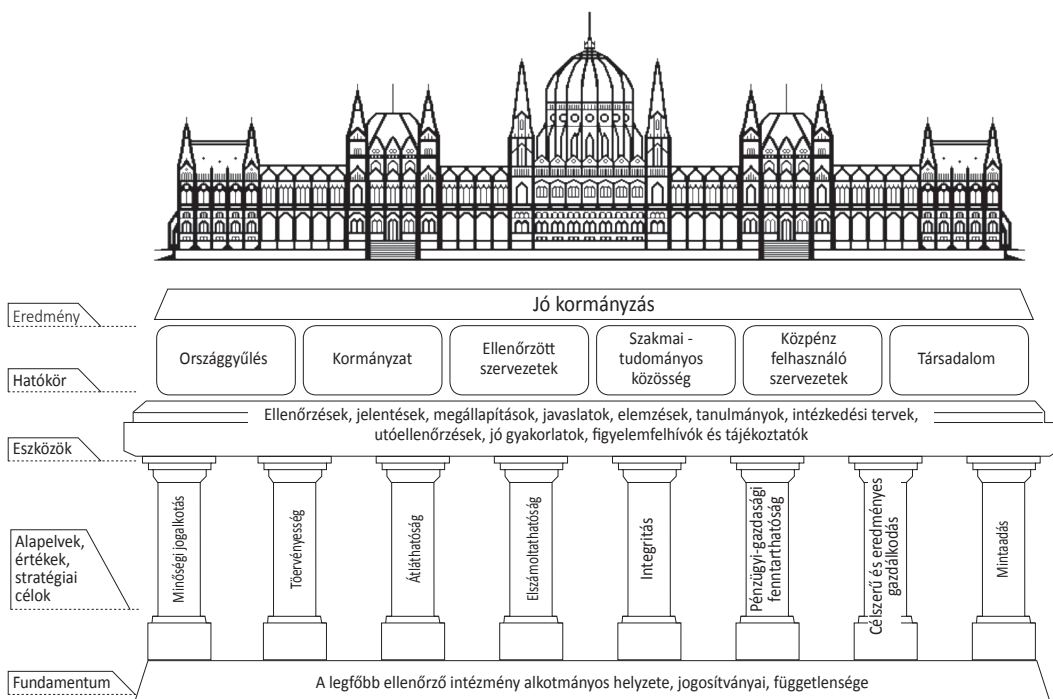 Eredmény
Jó kormányzás
Hatókör
Országgyűlés
Kormányzat
Ellenőrzött
szervezetek
Szakmai -
tudományos
közösség
Közpénz
felhasználó
szervezetek
Társadalom
Eszközök
Ellenőrzések, jelentések, megállapítások, javaslatok, elemzések, tanulmányok, intézkedési tervek,
utóellenőrzések, jó gyakorlatok, figyelemfelhívók és tájékoztatók
Alapelvek,
értékek,
stratégiai
célok
Minőségi jogalkotás
Töervényesség
Átláthatóság
Elszámoltathatóság
Integritás
Pénzügyi-gazdasági
fenntarthatóság
Célszerű és eredményes
gazdálkodás
Mintaadás
Fundamentum
A legfőbb ellenőrző intézmény alkotmányos helyzete, jogosítványai, függetlensége